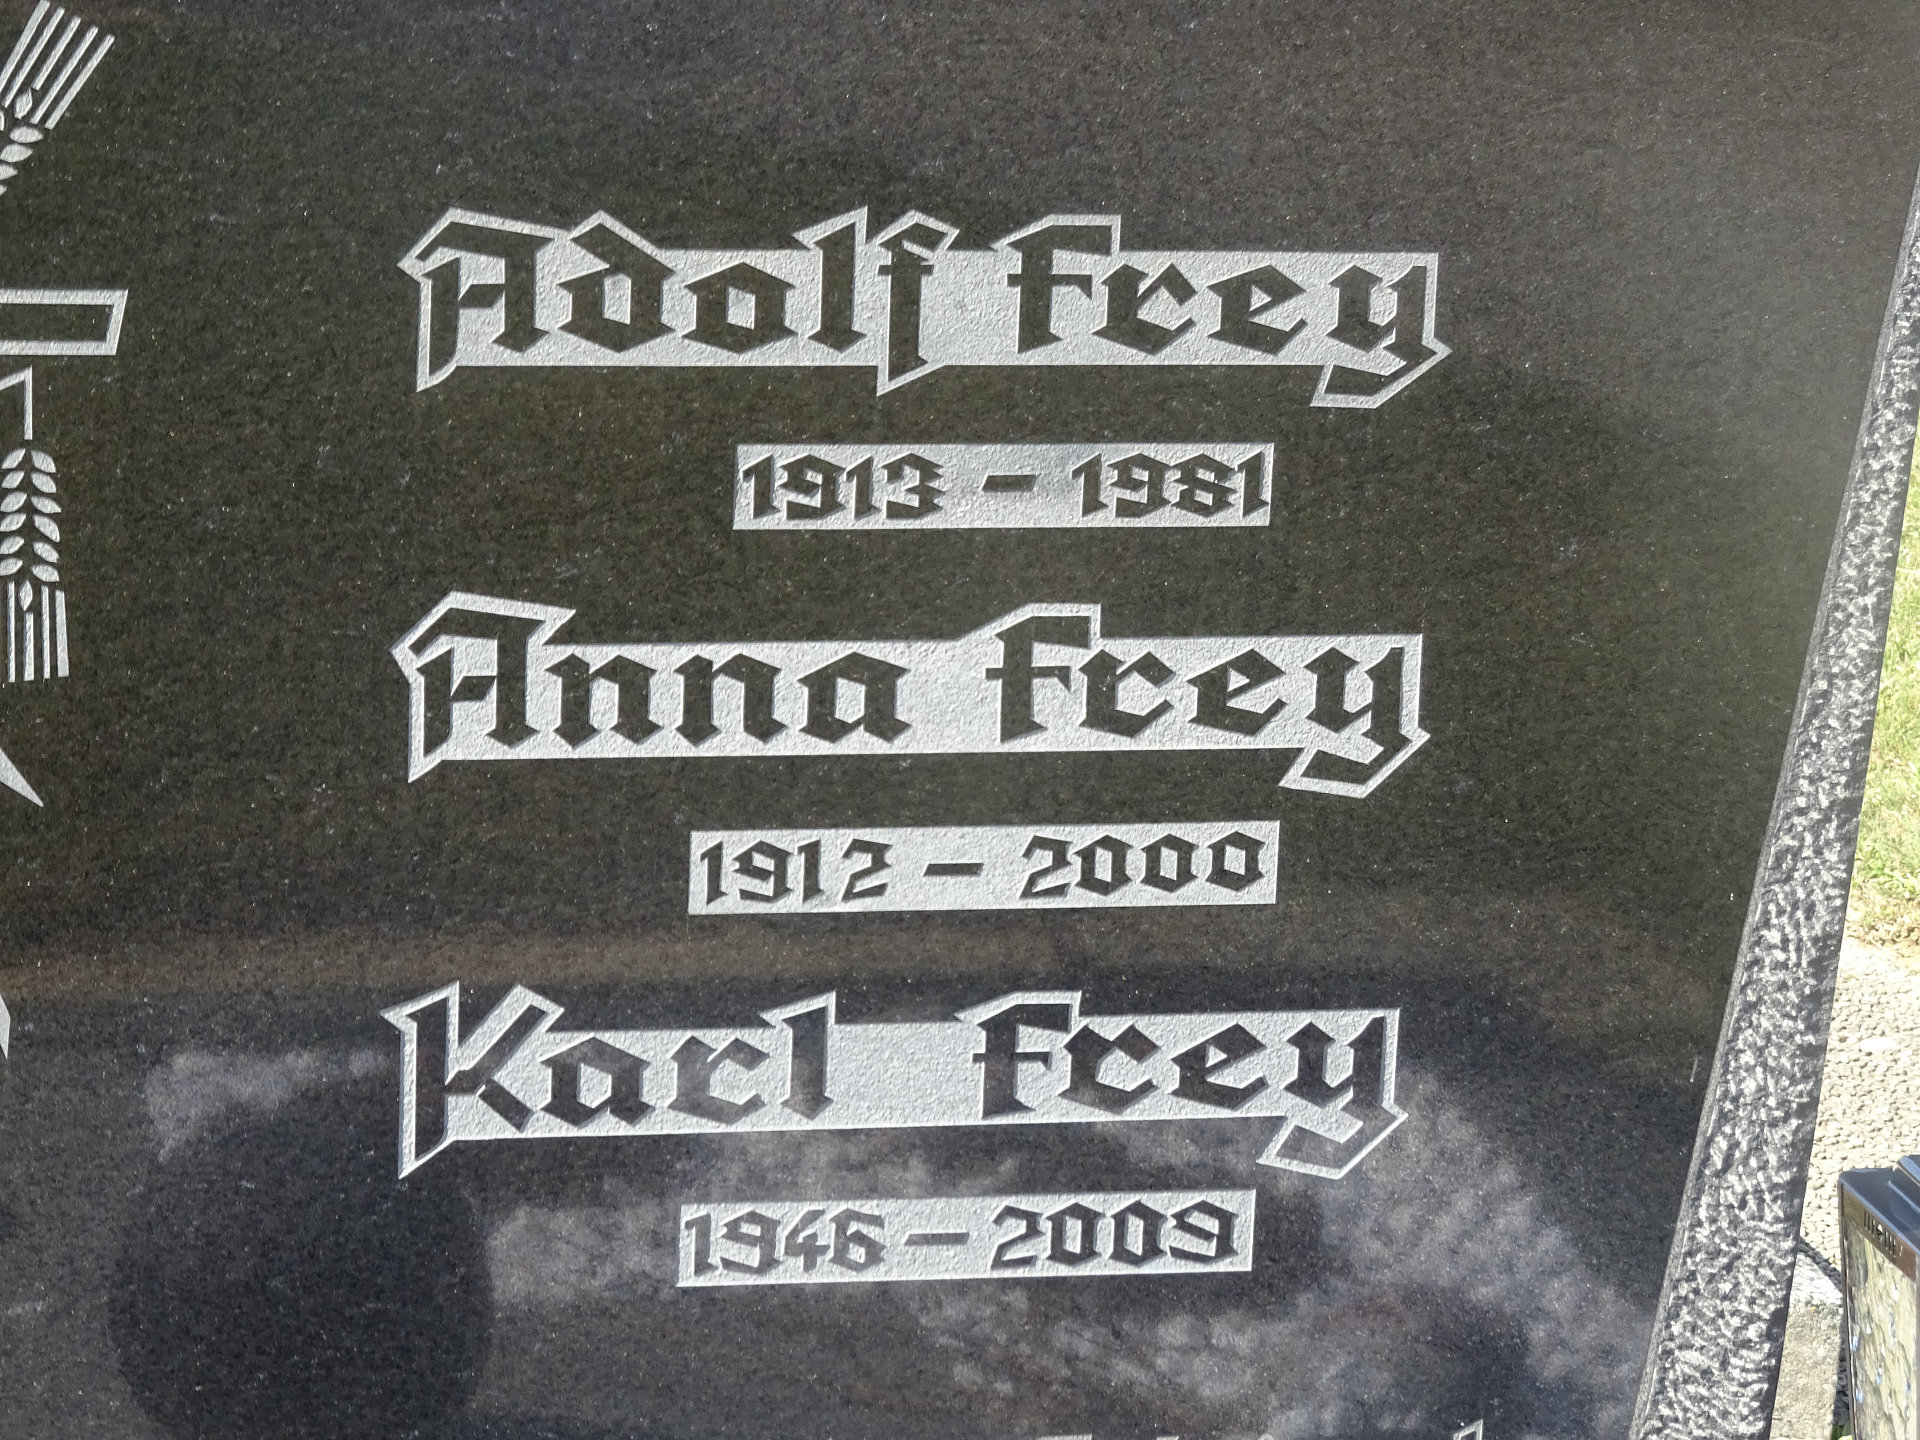 Adolf Frey
1913 - 1981
Anna Frey
1912 - 2000
Karl Frey
1946 - 2009